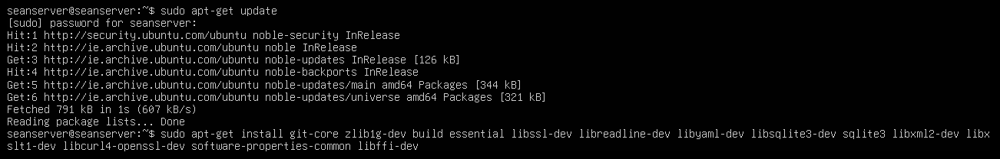 seanserver@seanserver:~$ sudo apt-get update
[sudo] password for seanserver:
Hit:1 http://security.ubuntu.com/ubuntu noble-security InRelease
Hit:2 http://ie.archive.ubuntu.com/ubuntu noble InRelease
Get:3 http://ie.archive.ubuntu.com/ubuntu noble-updates InRelease [126 kB]
Hit:4 http://ie.archive.ubuntu.com/ubuntu noble-backports InRelease
Get:5 http://ie.archive.ubuntu.com/ubuntu noble-updates/main amd64 Packages [344 kB]
Get:6 http://ie.archive.ubuntu.com/ubuntu noble-updates/universe amd64 Packages [321 kB]
Fetched 791 kB in 1s (607 kB/s)
Reading package lists... Done
seanserver@seanserver:~$ sudo apt-get install git-core zlib1g-dev build essential libssl-dev libreadline-dev libyaml-dev libsqlite3-dev sqlite3 libxml2-dev libx
slt1-dev libcurl4-openssl-dev software-properties-common libffi-dev